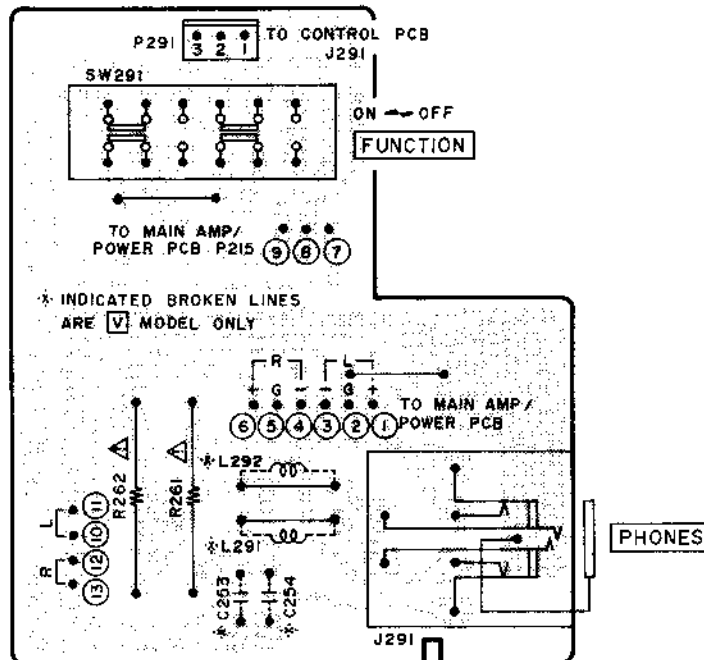 P291
3 2 1
TO CONTROL PCB
J291
SW291
ON OFF
FUNCTION
TO MAIN AMP/
POWER PCB P215
9 8 7
* INDICATED BROKEN LINES
ARE V MODEL ONLY
R L
+ G - - G +
6 5 4 3 2 1
TO MAIN AMP/
POWER PCB
R262
R261
*L292
*L291
L
11
10
R
12
13
*C253
*C254
PHONES
J291